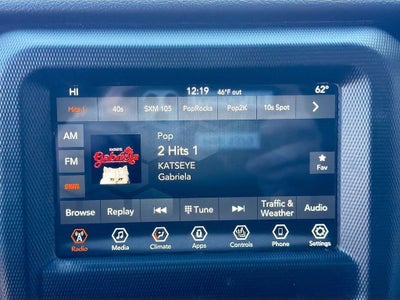 HI 12:19 46°F out 62°
Hits 1 40s SXM 105 PopRocks Pop2K 10s Spot
AM
FM
SXM
Gabriela
Pop
2 Hits 1
KATSEYE
Gabriela
Fav
Browse Replay Tune Traffic & Weather Audio
Radio Media Climate Apps Controls Phone Settings